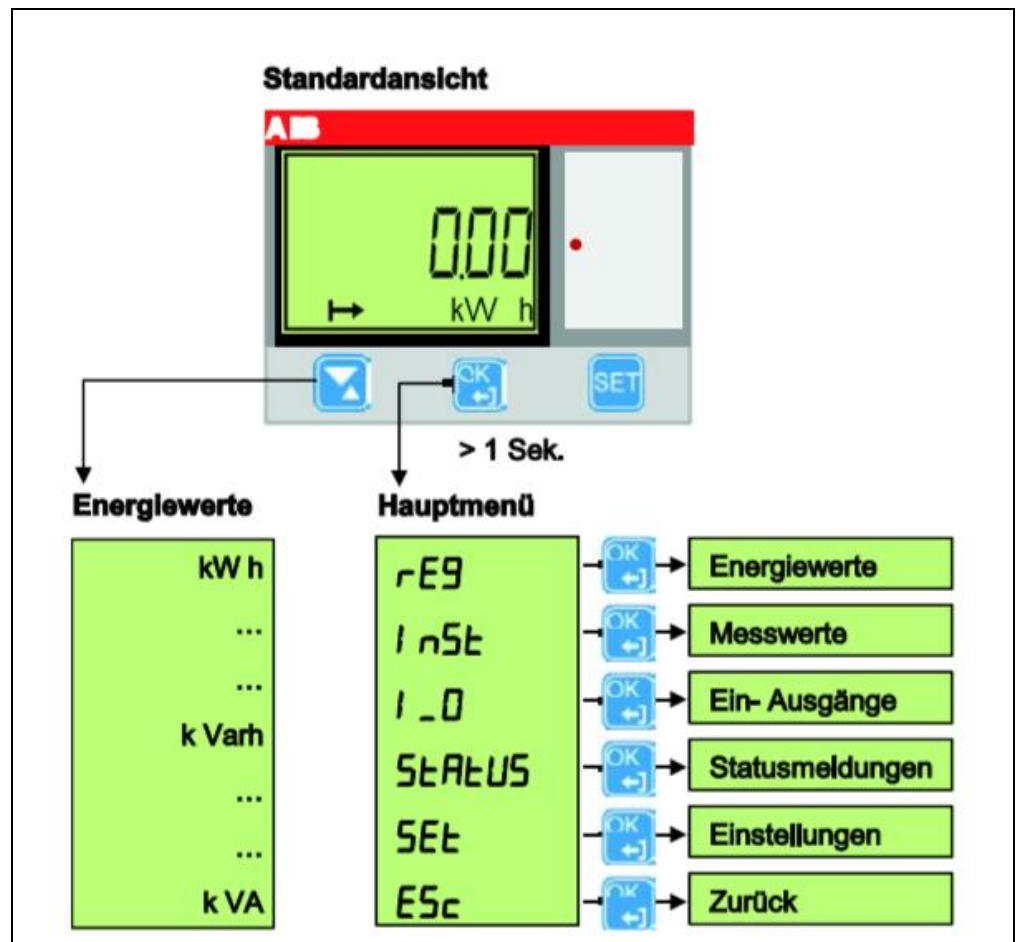 Standardansicht
ABB
0.00
kW h
OK
SET
> 1 Sek.
Energiewerte
Hauptmenü
kW h
...
...
k Varh
...
...
k VA
rEg OK Energiewerte
InSt OK Messwerte
I_O OK Ein- Ausgänge
StAtUS OK Statusmeldungen
SEt OK Einstellungen
ESc OK Zurück